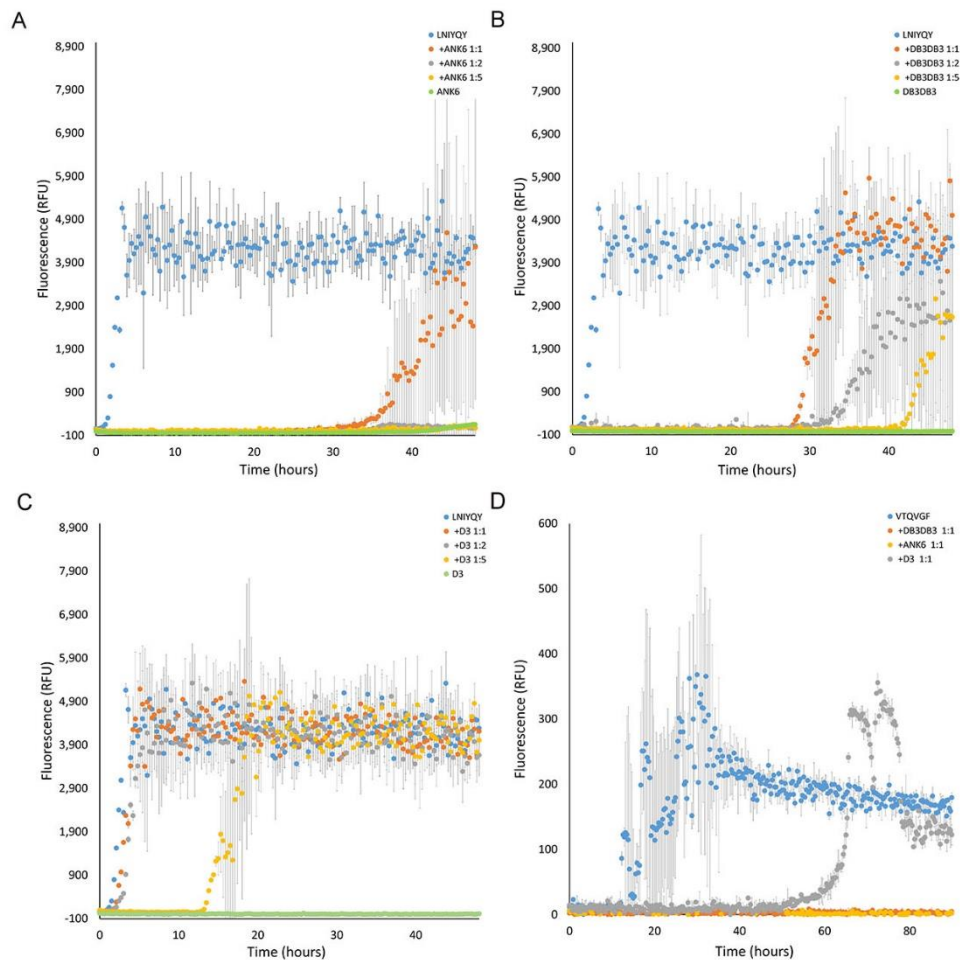 A
8,900
7,900
6,900
5,900
4,900
3,900
2,900
1,900
900
-100
Fluorescence (RFU)
0 10 20 30 40
Time (hours)
LNIYQY
+ANK6 1:1
+ANK6 1:2
+ANK6 1:5
ANK6
B
8,900
7,900
6,900
5,900
4,900
3,900
2,900
1,900
900
-100
Fluorescence (RFU)
0 10 20 30 40
Time (hours)
LNIYQY
+DB3DB3 1:1
+DB3DB3 1:2
+DB3DB3 1:5
DB3DB3
C
8,900
7,900
6,900
5,900
4,900
3,900
2,900
1,900
900
-100
Fluorescence (RFU)
0 10 20 30 40
Time (hours)
LNIYQY
+D3 1:1
+D3 1:2
+D3 1:5
D3
D
600
500
400
300
200
100
0
Fluorescence (RFU)
0 20 40 60 80
Time (hours)
VTQVGF
+DB3DB3 1:1
+ANK6 1:1
+D3 1:1